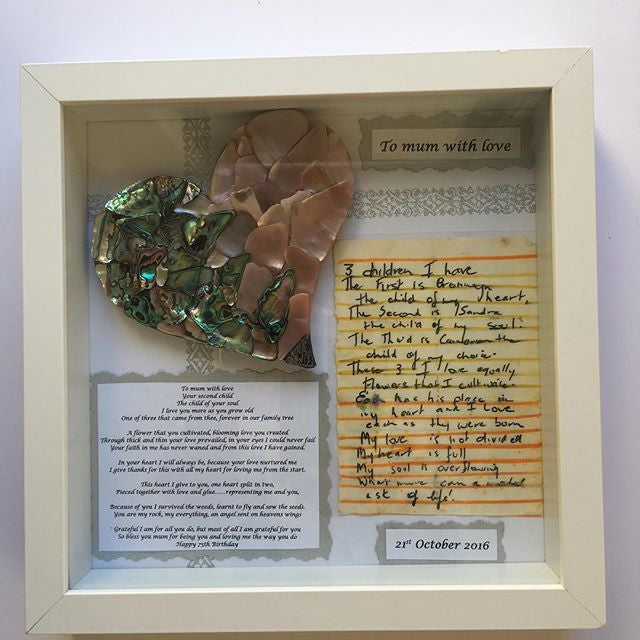 To mum with love
3 children I have
The First is Bronwyn
the child of my heart,
The Second is Sandra
the child of my soul.
The Third is Cameron the
child of my choice.
These 3 I love equally
Flowers that I cultivate.
Each has his place in
my heart and I love
each as they were born
My love is not divided
My heart is full
My soul is overflowing
What more can a
ask of life!
To mum with love
Your second child
The child of your soul
I love you more as you grow old
One of three that came from thee, forever in our family tree
A flower that you cultivated, blooming love you created
Through thick and thin your love prevailed, in your eyes I could never fail
Your faith in me has never waned and from this love I have gained.
In your heart I will always be, because your love nurtured me
I give thanks for this with all my heart for loving me from the start.
This heart I give to you, one heart split in two,
Pieced together with love and glue.....representing me and you,
Because of you I survived the weeds, learnt to fly and sow the seeds.
You are my rock, my everything, an angel sent on heavens wings
' Grateful I am for all you do, but most of all I am grateful for you
So bless you mum for being you and loving me the way you do
Happy 75th Birthday
21st October 2016